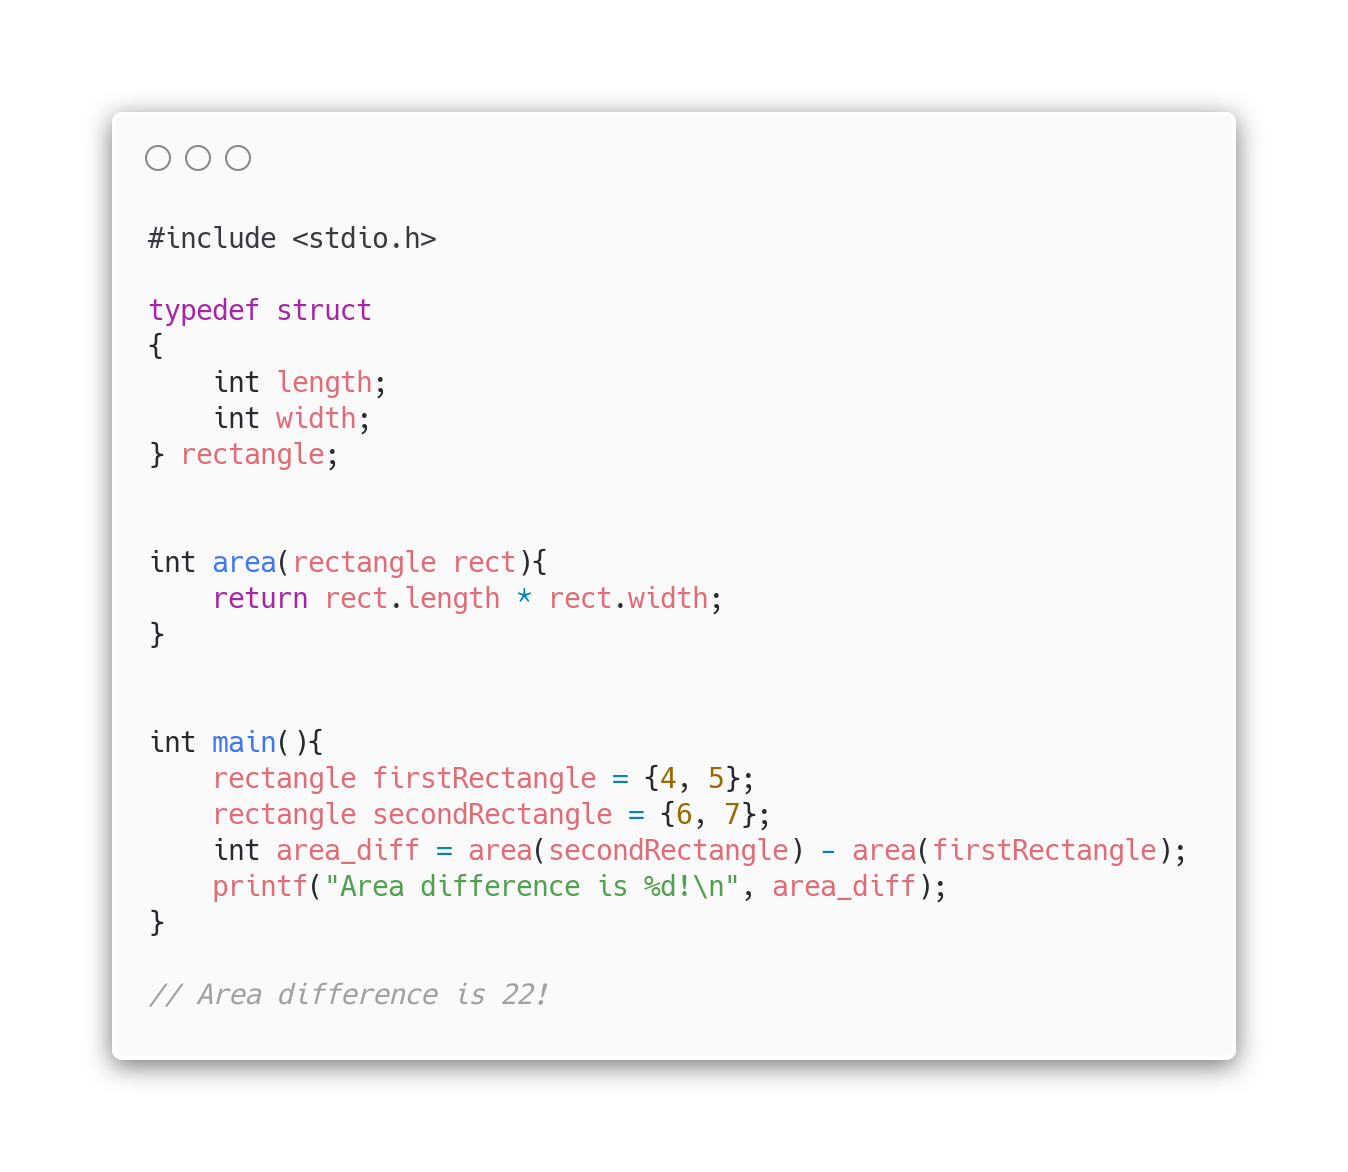 #include <stdio.h>
typedef struct
{
    int length;
    int width;
} rectangle;
int area(rectangle rect){
    return rect.length * rect.width;
}
int main(){
    rectangle firstRectangle = {4, 5};
    rectangle secondRectangle = {6, 7};
    int area_diff = area(secondRectangle) - area(firstRectangle);
    printf("Area difference is %d!\n", area_diff);
}
// Area difference is 22!